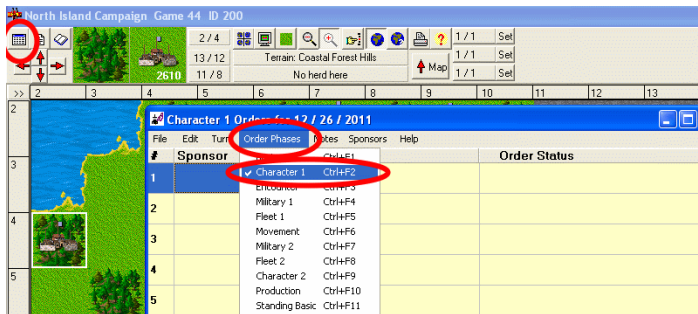 North Island Campaign Game 44 ID 200
2 / 4
1 / 1 Set
13 / 12
Terrain: Coastal Forest Hills
Map
1 / 1 Set
2610
11 / 8
No herd here
1 / 1 Set
>> 2 3 4 5 6 7 8 9 10 11 12 13
2
Character 1 Orders for 12 / 26 / 2011
File Edit Turn Order Phases Notes Sponsors Help
# Sponsor Order Status
3
Ctrl+F1
1
Character 1 Ctrl+F2
Encounter Ctrl+F3
2
Military 1 Ctrl+F4
4
Fleet 1 Ctrl+F5
3
Movement Ctrl+F6
Military 2 Ctrl+F7
4
Fleet 2 Ctrl+F8
5
Character 2 Ctrl+F9
Production Ctrl+F10
5
Standing Basic Ctrl+F11